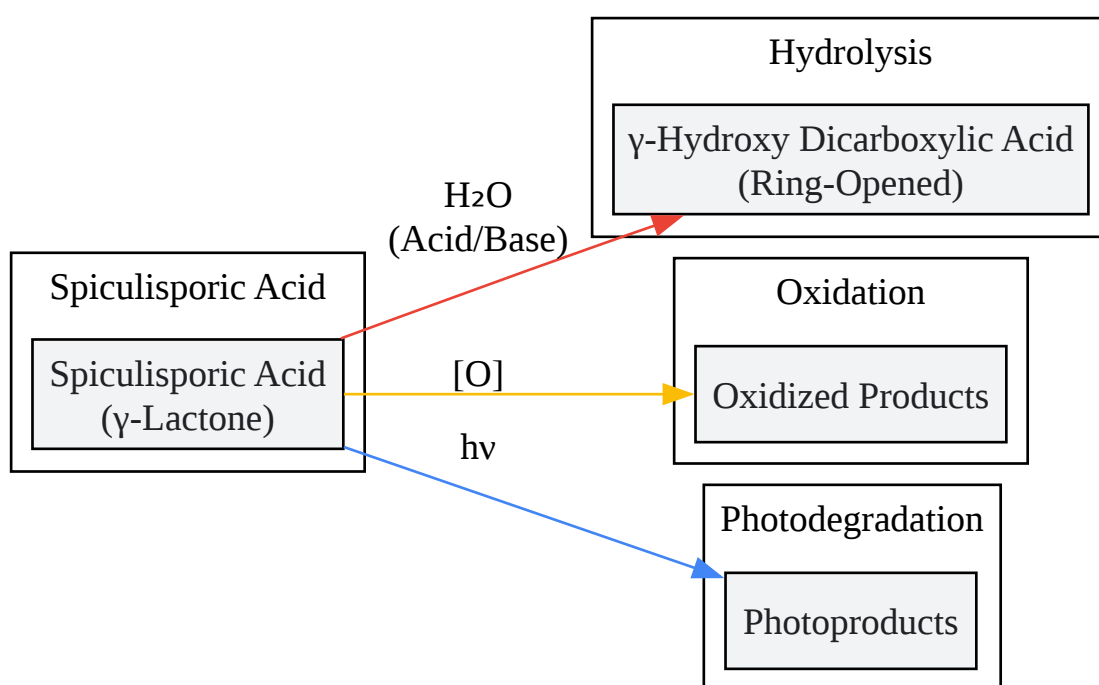 Hydrolysis
γ-Hydroxy Dicarboxylic Acid
(Ring-Opened)
H₂O
(Acid/Base)
Spiculisporic Acid
Spiculisporic Acid
(γ-Lactone)
[O]
Oxidation
Oxidized Products
hν
Photodegradation
Photoproducts